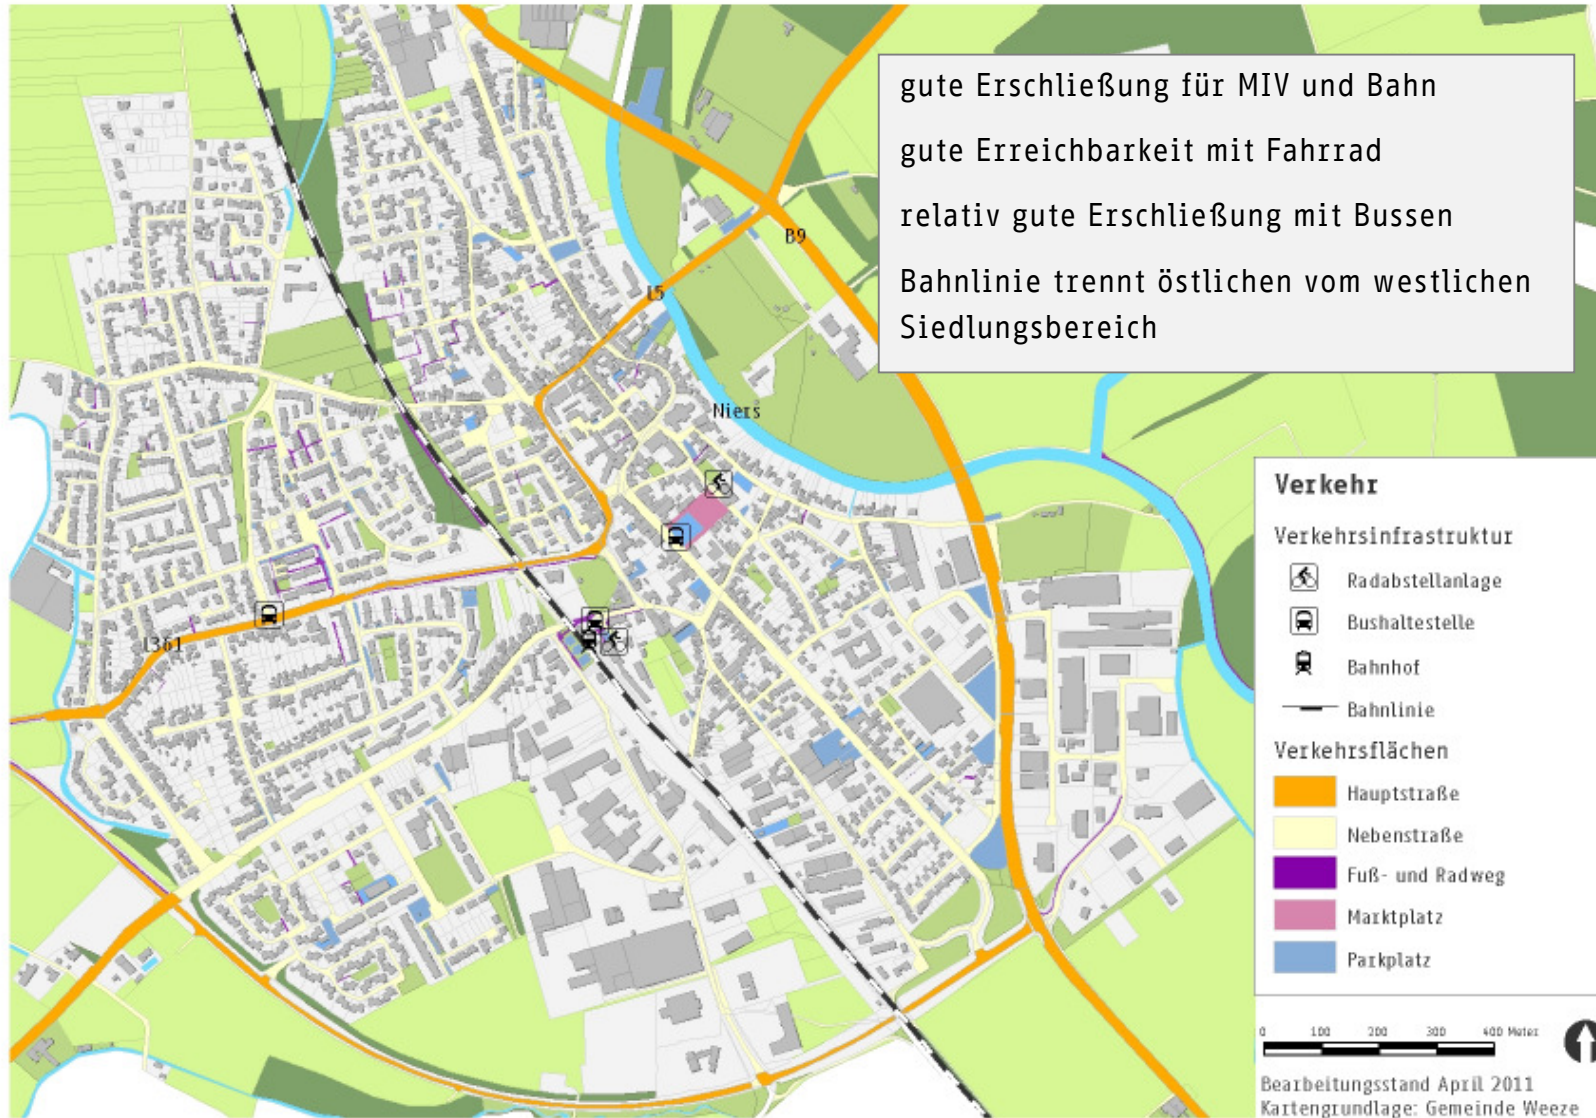 gute Erschließung für MIV und Bahn
gute Erreichbarkeit mit Fahrrad
relativ gute Erschließung mit Bussen
Bahnlinie trennt östlichen vom westlichen
Siedlungsbereich
B9
L5
Niers
L361
Verkehr
Verkehrsinfrastruktur
Radabstellanlage
Bushaltestelle
Bahnhof
Bahnlinie
Verkehrsflächen
Hauptstraße
Nebenstraße
Fuß- und Radweg
Marktplatz
Parkplatz
0 100 200 300 400 Meter
Bearbeitungsstand April 2011
Kartengrundlage: Gemeinde Weeze